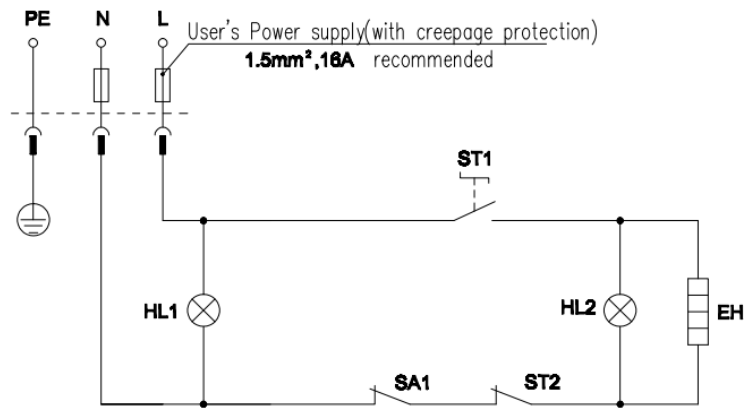 PE N L
User's Power supply(with creepage protection)
1.5mm²,16A recommended
ST1
HL1
HL2
EH
SA1
ST2